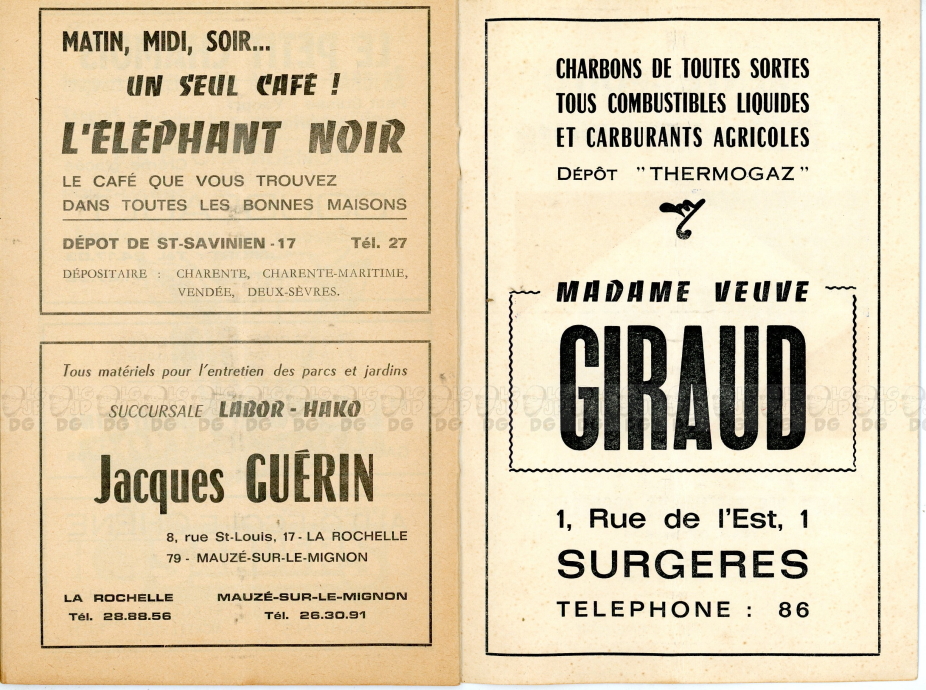 MATIN, MIDI, SOIR...
UN SEUL CAFÉ !
L'ÉLÉPHANT NOIR
LE CAFÉ QUE VOUS TROUVEZ
DANS TOUTES LES BONNES MAISONS
DÉPOT DE ST-SAVINIEN - 17 Tél. 27
DÉPOSITAIRE : CHARENTE, CHARENTE-MARITIME,
VENDÉE, DEUX-SÈVRES.
Tous matériels pour l'entretien des parcs et jardins
SUCCURSALE LABOR - HAKO
Jacques GUÉRIN
8, rue St-Louis, 17 - LA ROCHELLE
79 - MAUZÉ-SUR-LE-MIGNON
LA ROCHELLE MAUZÉ-SUR-LE-MIGNON
Tél. 28.88.56 Tél. 26.30.91
CHARBONS DE TOUTES SORTES
TOUS COMBUSTIBLES LIQUIDES
ET CARBURANTS AGRICOLES
DÉPÔT "THERMOGAZ"
MADAME VEUVE
GIRAUD
1, Rue de l'Est, 1
SURGERES
TELEPHONE : 86